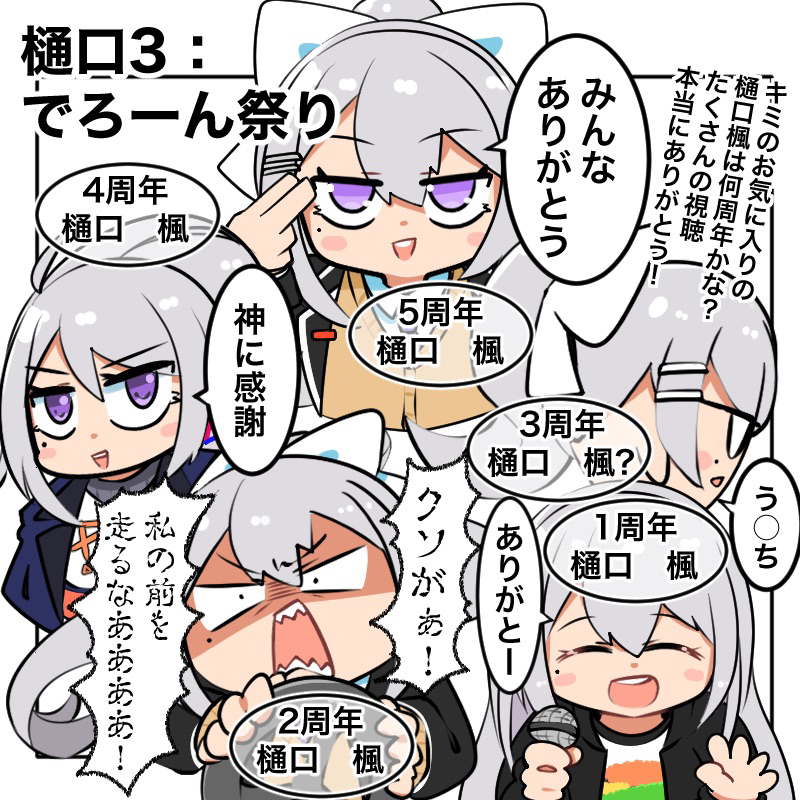 樋口3：
でろーん祭り
みんな
ありがとう
キミのお気に入りの
樋口楓は何周年かな？
たくさんの視聴
本当にありがとう！
4周年
樋口　楓
5周年
樋口　楓
神に感謝
3周年
樋口　楓?
う○ち
クソがぁ！
私の前を
走るなあああああ！
ありがとー
1周年
樋口　楓
2周年
樋口　楓